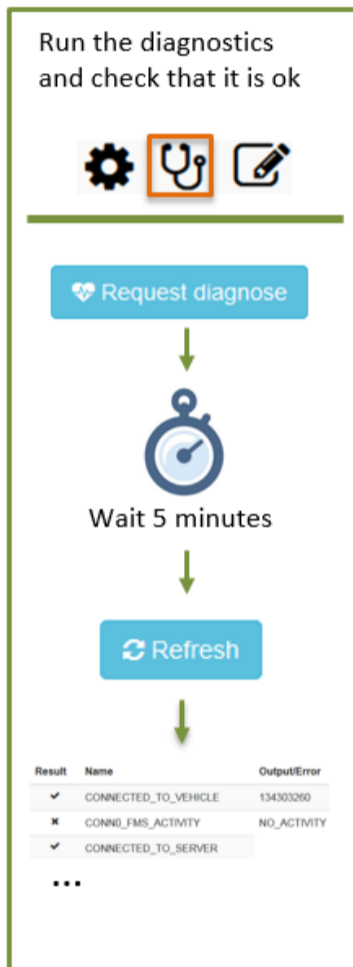 Run the diagnostics
and check that it is ok
Request diagnose
Wait 5 minutes
Refresh
Result Name Output/Error
✔ CONNECTED_TO_VEHICLE 134303260
✖ CONN0_FMS_ACTIVITY NO_ACTIVITY
✔ CONNECTED_TO_SERVER
...